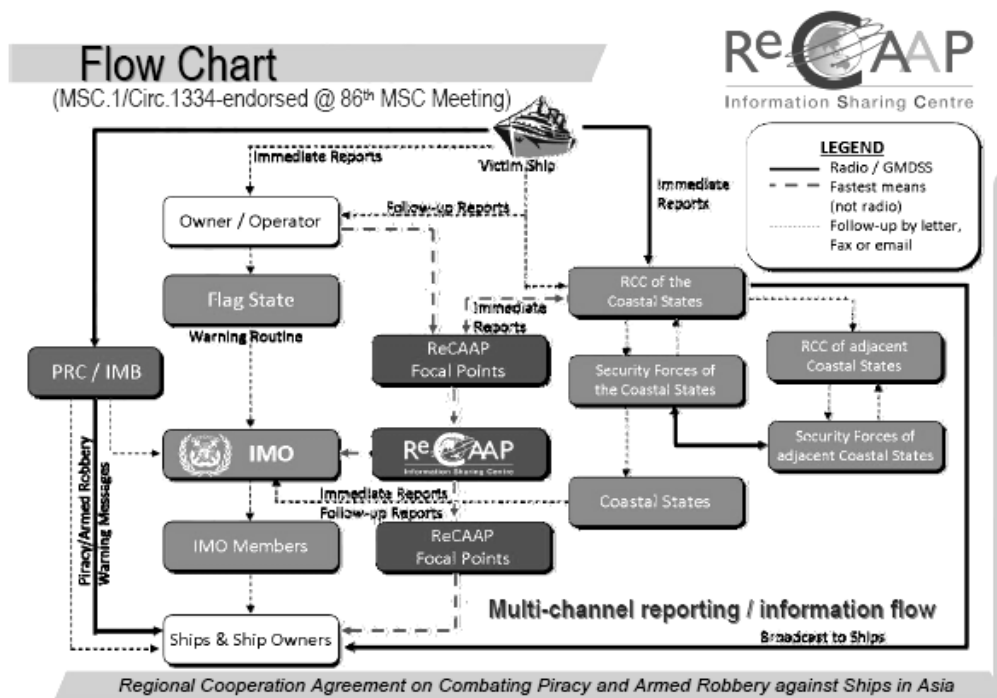 Flow Chart
(MSC.1/Circ.1334-endorsed @ 86th MSC Meeting)
ReCAAP
Information Sharing Centre
LEGEND
Radio / GMDSS
Fastest means
(not radio)
Follow-up by letter,
Fax or email
Victim Ship
Immediate Reports
Immediate
Reports
Follow-up Reports
Owner / Operator
Flag State
Warning Routine
RCC of the
Coastal States
Immediate
Reports
PRC / IMB
ReCAAP
Focal Points
RCC of adjacent
Coastal States
Security Forces of
the Coastal States
IMO
ReCAAP
Information Sharing Centre
Security Forces of
adjacent Coastal States
Immediate Reports
Follow-up Reports
Coastal States
Piracy/Armed Robbery
Warning Messages
IMO Members
ReCAAP
Focal Points
Multi-channel reporting / information flow
Ships & Ship Owners
Broadcast to Ships
Regional Cooperation Agreement on Combating Piracy and Armed Robbery against Ships in Asia